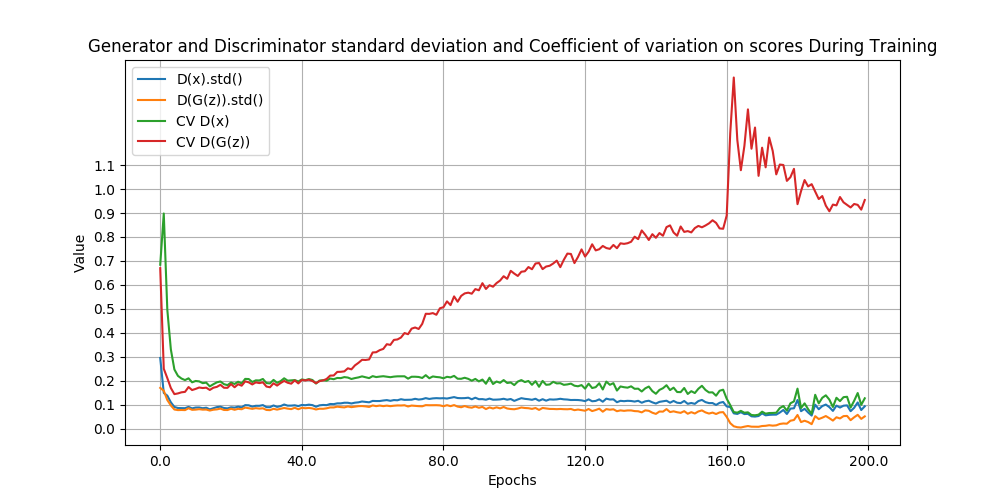 Generator and Discriminator standard deviation and Coefficient of variation on scores During Training
D(x).std()
D(G(z)).std()
CV D(x)
CV D(G(z))
1.1
1.0
0.9
0.8
0.7
0.6
0.5
0.4
0.3
0.2
0.1
0.0
Value
0.0 40.0 80.0 120.0 160.0 200.0
Epochs